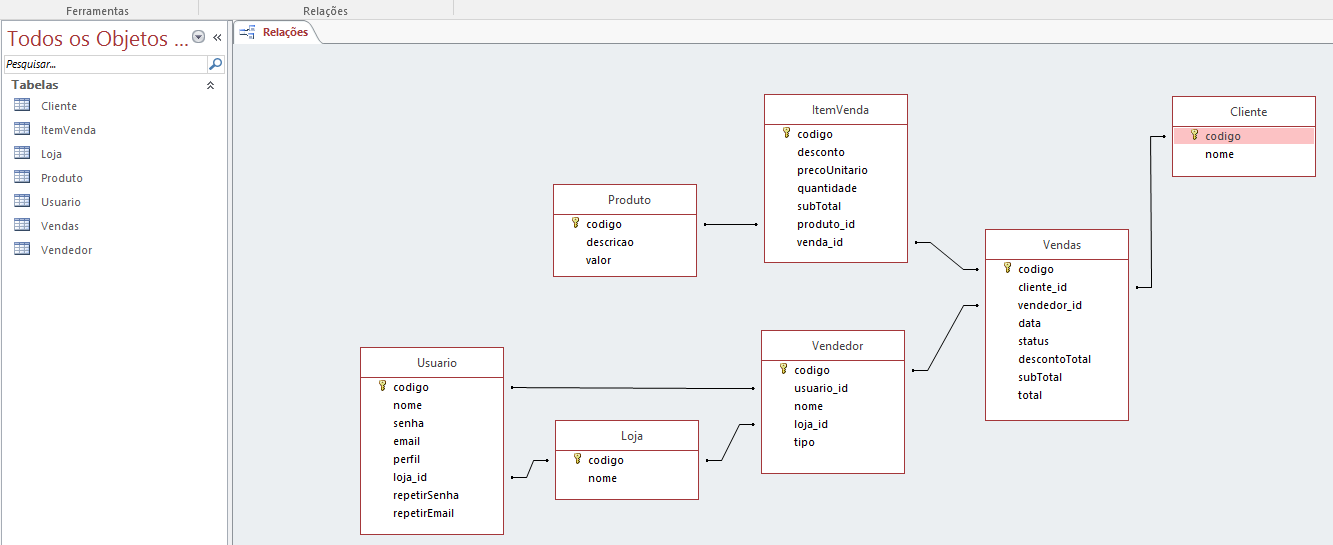 Ferramentas
Relações
Todos os Objetos ...
Pesquisar...
Tabelas
Cliente
ItemVenda
Loja
Produto
Usuario
Vendas
Vendedor
Relações
ItemVenda
codigo
desconto
precoUnitario
quantidade
subTotal
produto_id
venda_id
Cliente
codigo
nome
Produto
codigo
descricao
valor
Vendas
codigo
cliente_id
vendedor_id
data
status
descontoTotal
subTotal
total
Vendedor
codigo
usuario_id
nome
loja_id
tipo
Usuario
codigo
nome
senha
email
perfil
loja_id
repetirSenha
repetirEmail
Loja
codigo
nome